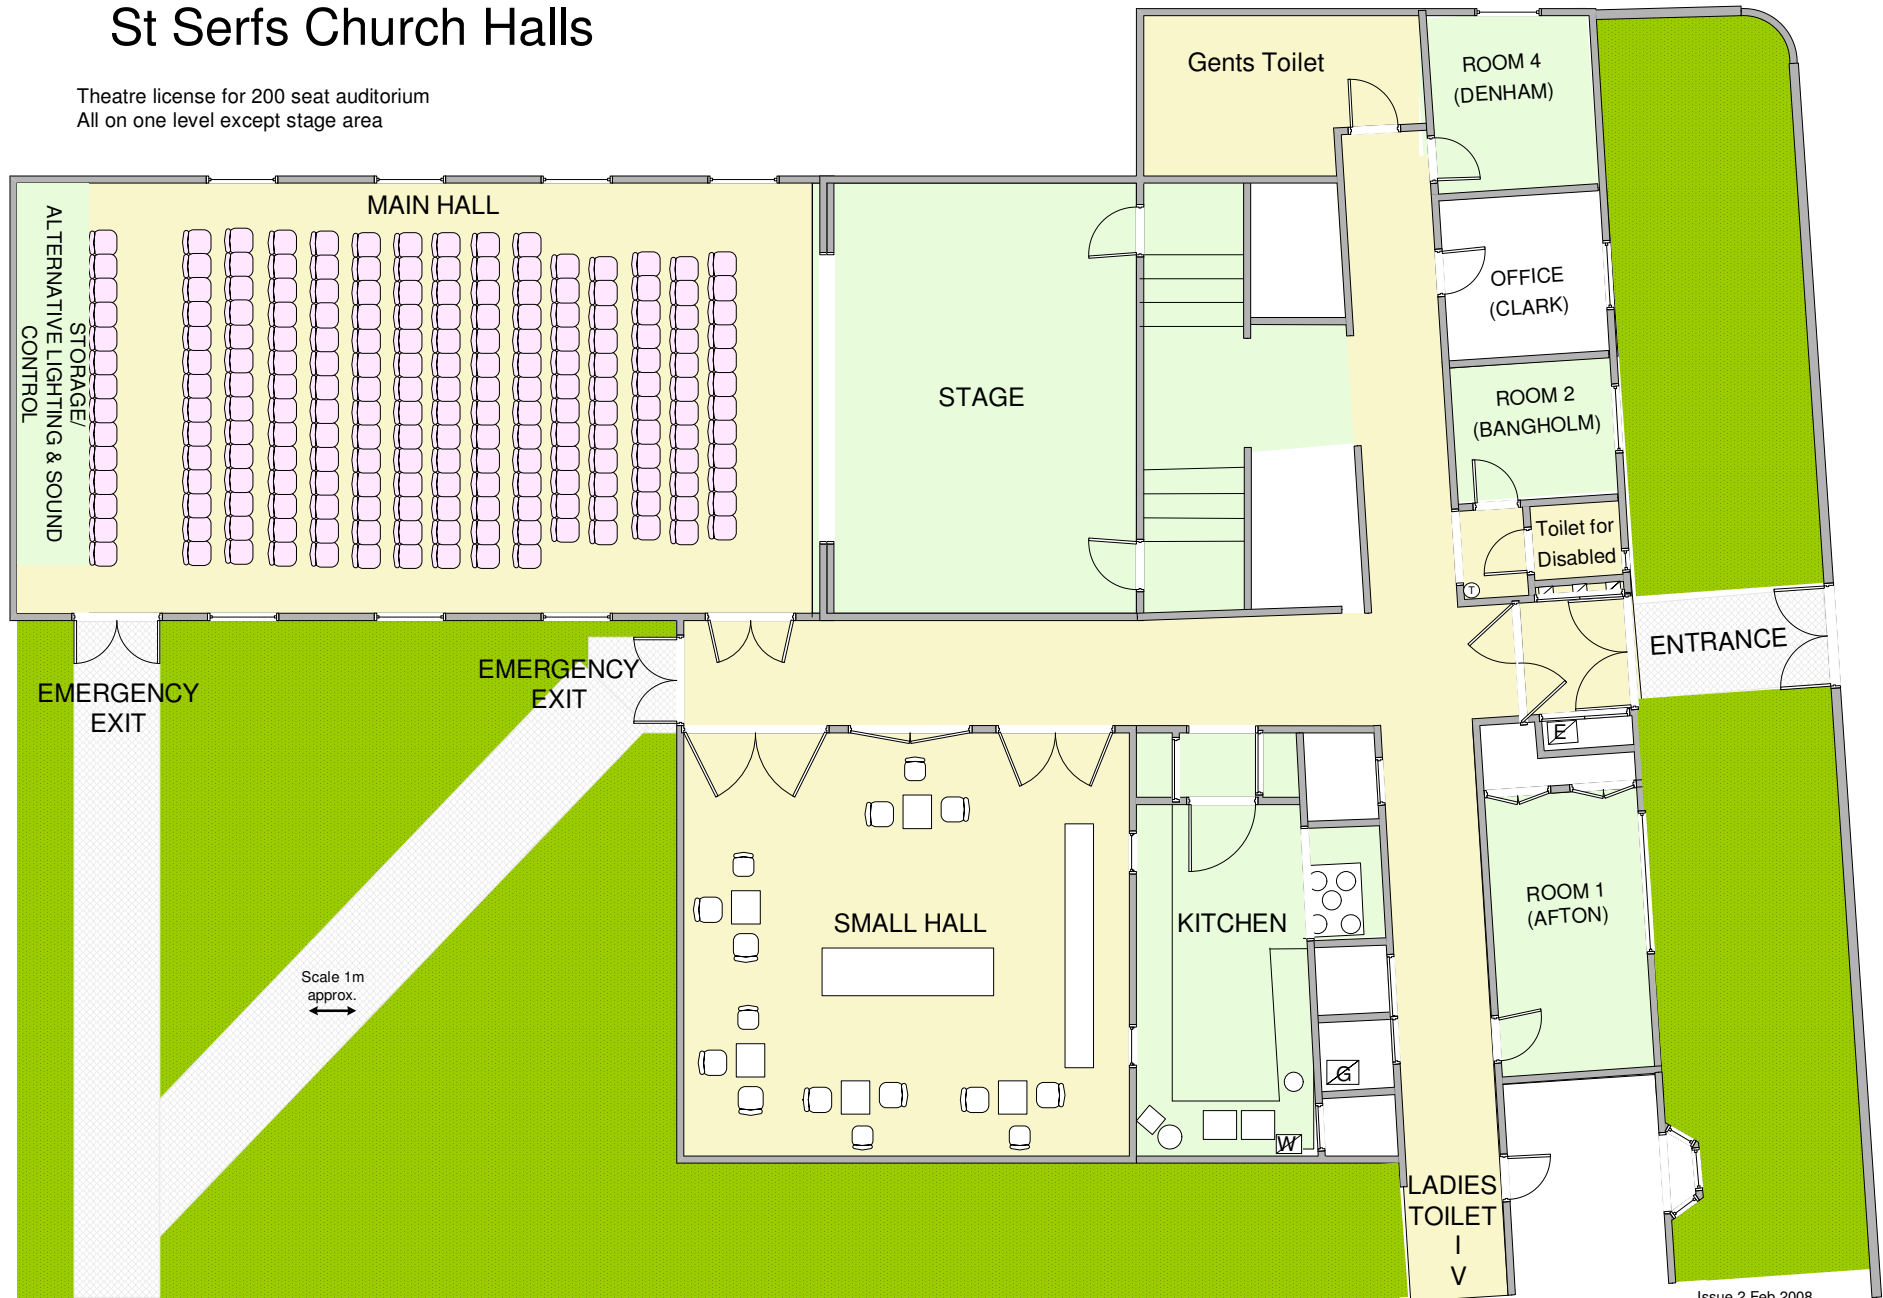 St Serfs Church Halls
Theatre license for 200 seat auditorium
All on one level except stage area
Gents Toilet
ROOM 4
(DENHAM)
MAIN HALL
STORAGE/
ALTERNATIVE LIGHTING & SOUND
CONTROL
OFFICE
(CLARK)
STAGE
ROOM 2
(BANGHOLM)
Toilet for
Disabled
T
ENTRANCE
EMERGENCY
EXIT
EMERGENCY
EXIT
E
ROOM 1
(AFTON)
SMALL HALL
KITCHEN
Scale 1m
approx.
G
W
LADIES
TOILET
I
V
Issue 2 Feb 2008